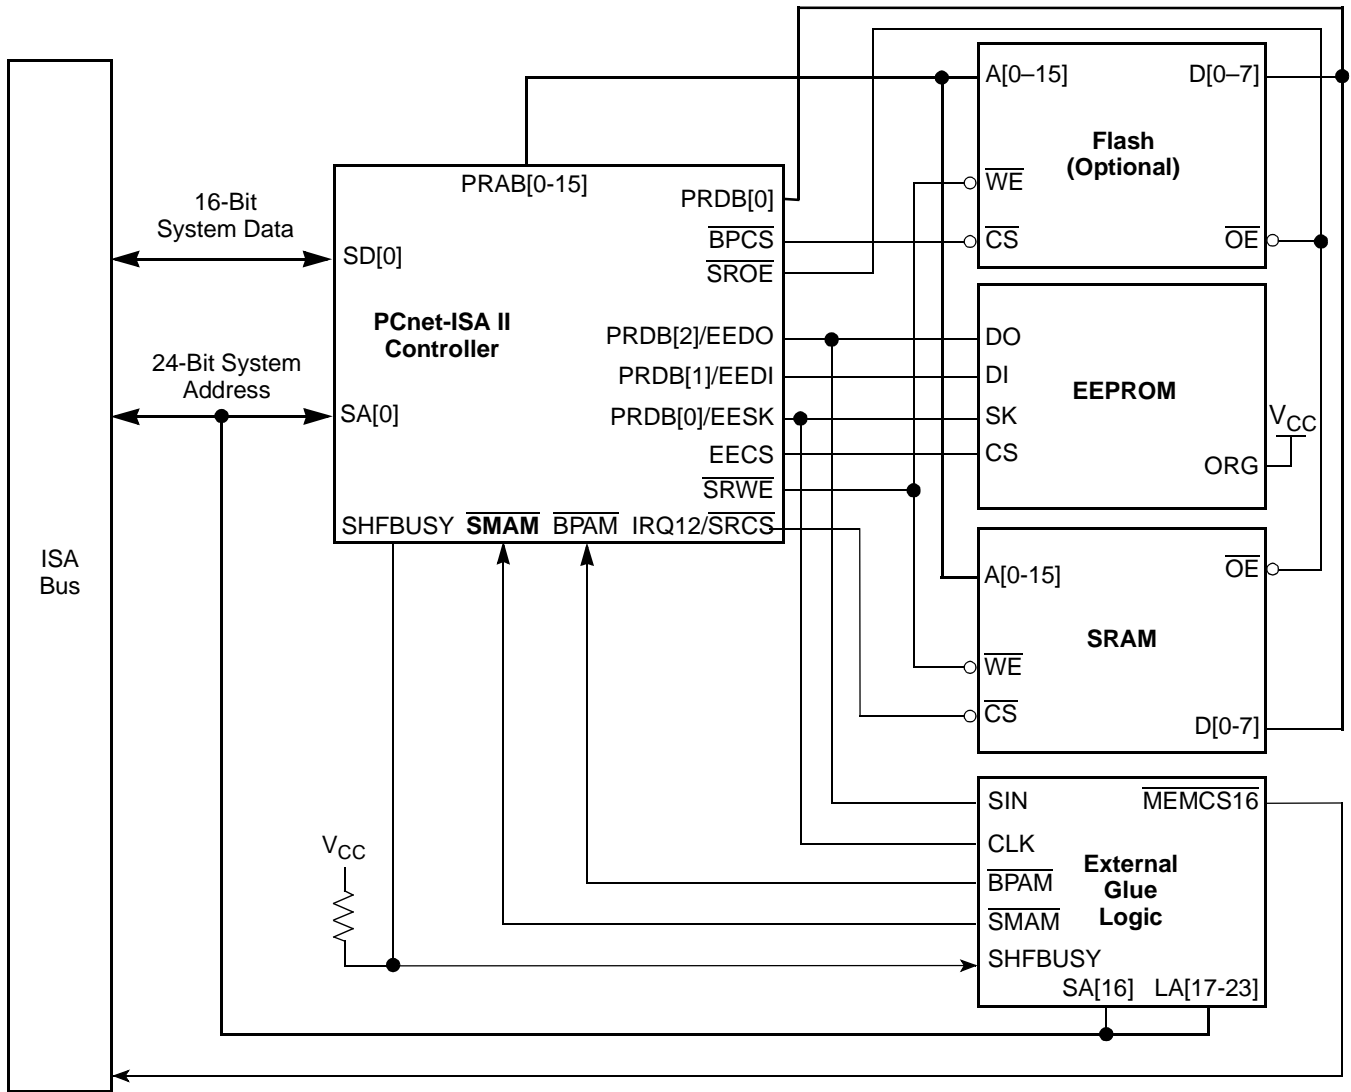 ISA
Bus
16-Bit
System Data
24-Bit System
Address
PRAB[0-15]
PRDB[0]
BPCS
SROE
SD[0]
PCnet-ISA II
Controller
PRDB[2]/EEDO
PRDB[1]/EEDI
SA[0]
PRDB[0]/EESK
EECS
SRWE
SHFBUSY SMAM BPAM IRQ12/SRCS
A[0–15] D[0–7]
Flash
(Optional)
WE
CS OE
DO
DI
EEPROM
SK
CS
VCC
ORG
A[0-15] OE
SRAM
WE
CS
D[0-7]
SIN MEMCS16
CLK
External
Glue
Logic
BPAM
SMAM
SHFBUSY
SA[16] LA[17-23]
VCC